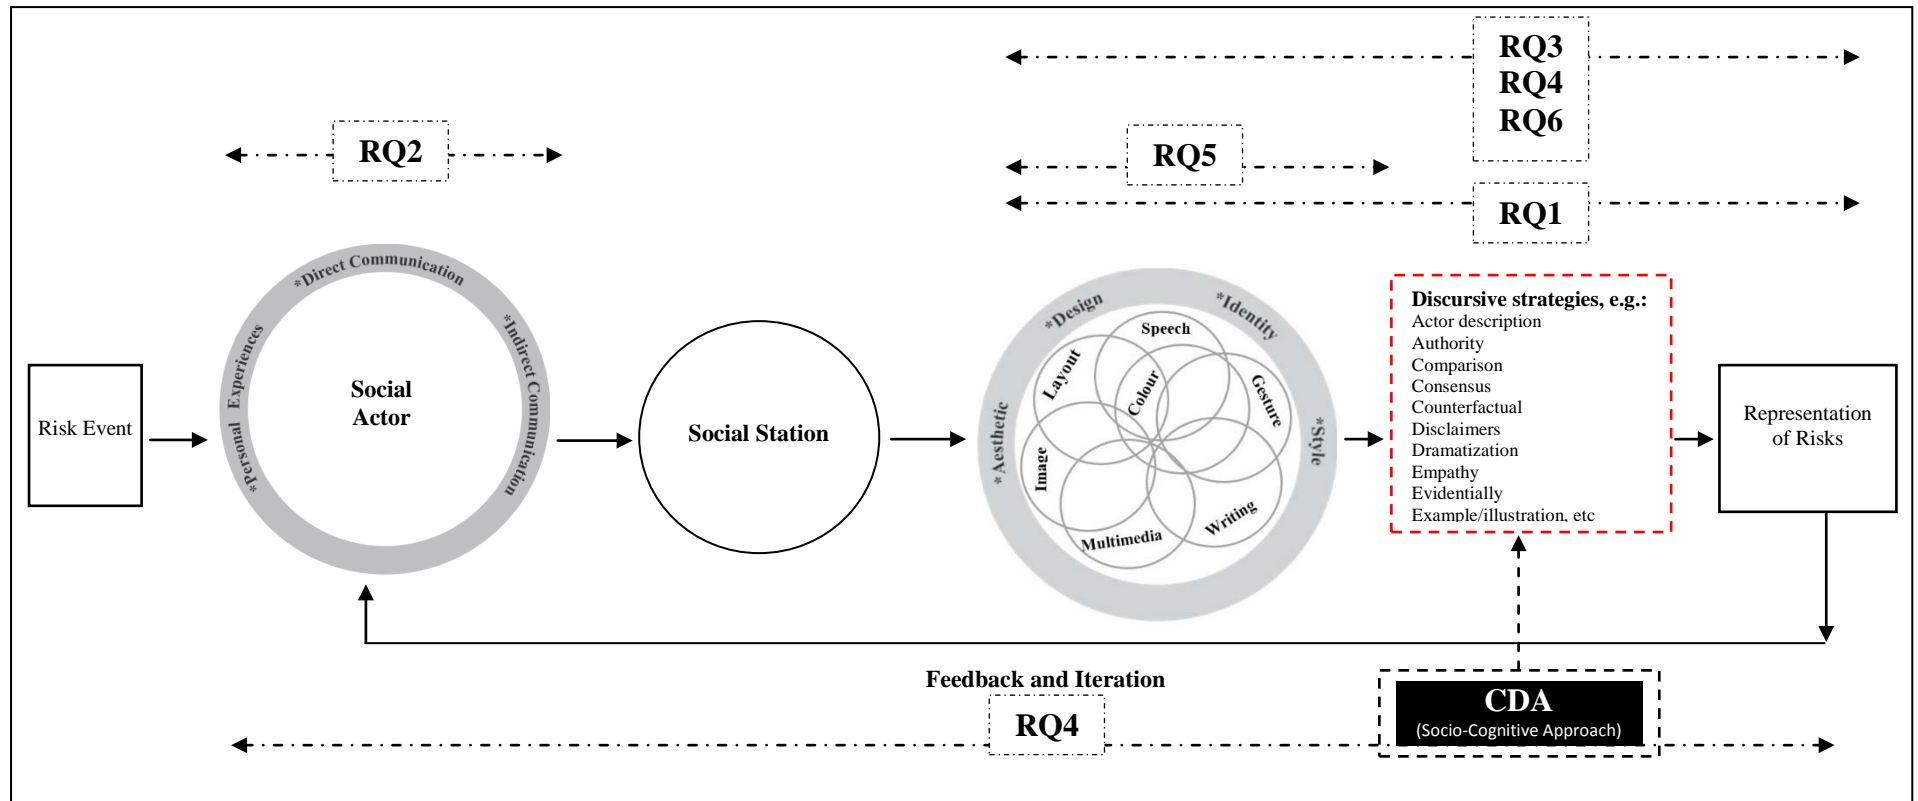 RQ3
RQ4
RQ6
RQ2
RQ5
RQ1
*Personal Experiences
*Direct Communication
*Indirect Communication
*Aesthetic
*Design
*Identity
*Style
Speech
Layout
Colour
Gesture
Image
Multimedia
Writing
Risk Event
Social
Actor
Social Station
Discursive strategies, e.g.:
Actor description
Authority
Comparison
Consensus
Counterfactual
Disclaimers
Dramatization
Empathy
Evidentially
Example/illustration, etc
Representation
of Risks
Feedback and Iteration
RQ4
CDA
(Socio-Cognitive Approach)